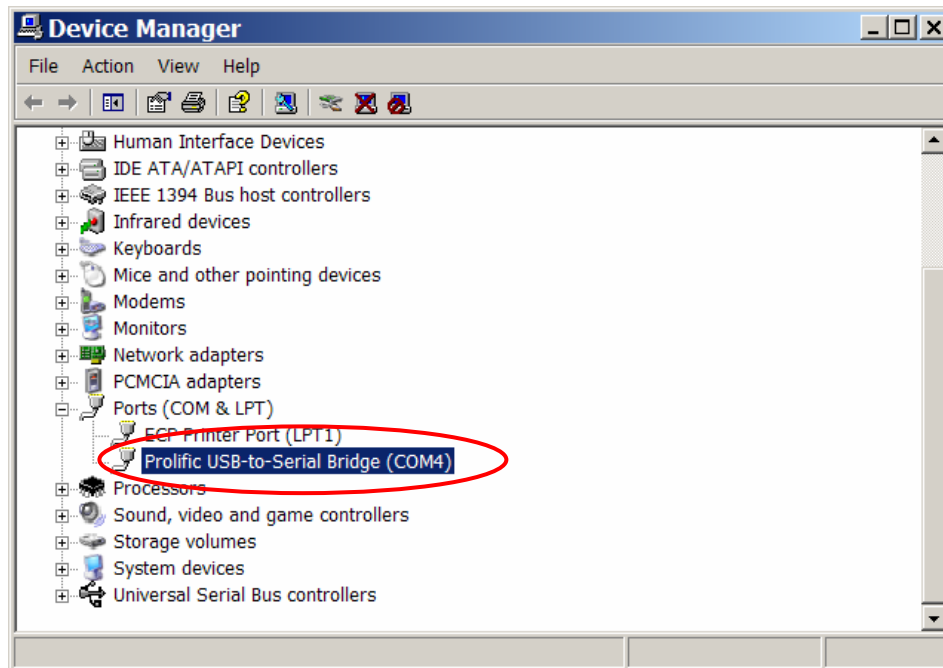 Device Manager
File Action View Help
Human Interface Devices
IDE ATA/ATAPI controllers
IEEE 1394 Bus host controllers
Infrared devices
Keyboards
Mice and other pointing devices
Modems
Monitors
Network adapters
PCMCIA adapters
Ports (COM & LPT)
ECP Printer Port (LPT1)
Prolific USB-to-Serial Bridge (COM4)
Processors
Sound, video and game controllers
Storage volumes
System devices
Universal Serial Bus controllers